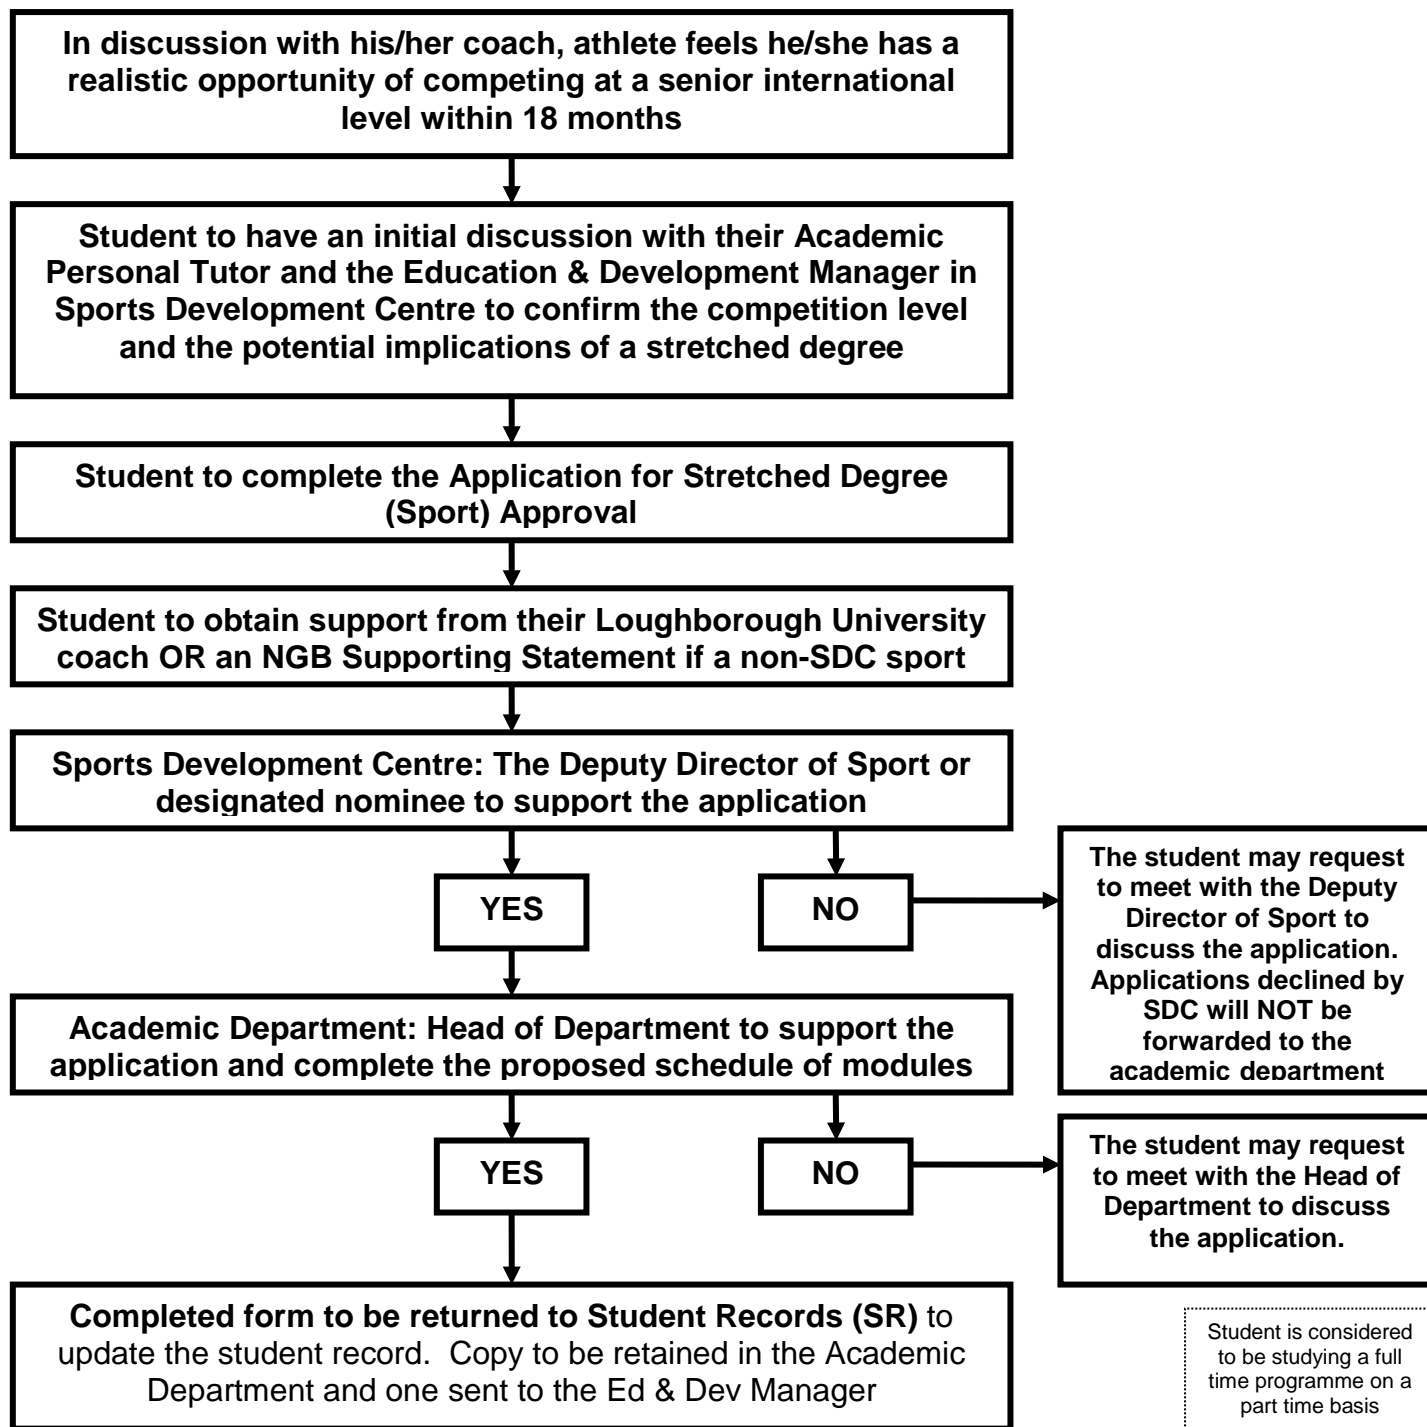 In discussion with his/her coach, athlete feels he/she has a
realistic opportunity of competing at a senior international
level within 18 months
Student to have an initial discussion with their Academic
Personal Tutor and the Education & Development Manager in
Sports Development Centre to confirm the competition level
and the potential implications of a stretched degree
Student to complete the Application for Stretched Degree
(Sport) Approval
Student to obtain support from their Loughborough University
coach OR an NGB Supporting Statement if a non-SDC sport
Sports Development Centre: The Deputy Director of Sport or
designated nominee to support the application
YES
NO
The student may request
to meet with the Deputy
Director of Sport to
discuss the application.
Applications declined by
SDC will NOT be
forwarded to the
academic department
Academic Department: Head of Department to support the
application and complete the proposed schedule of modules
YES
NO
The student may request
to meet with the Head of
Department to discuss
the application.
Completed form to be returned to Student Records (SR) to
update the student record.  Copy to be retained in the Academic
Department and one sent to the Ed & Dev Manager
Student is considered
to be studying a full
time programme on a
part time basis